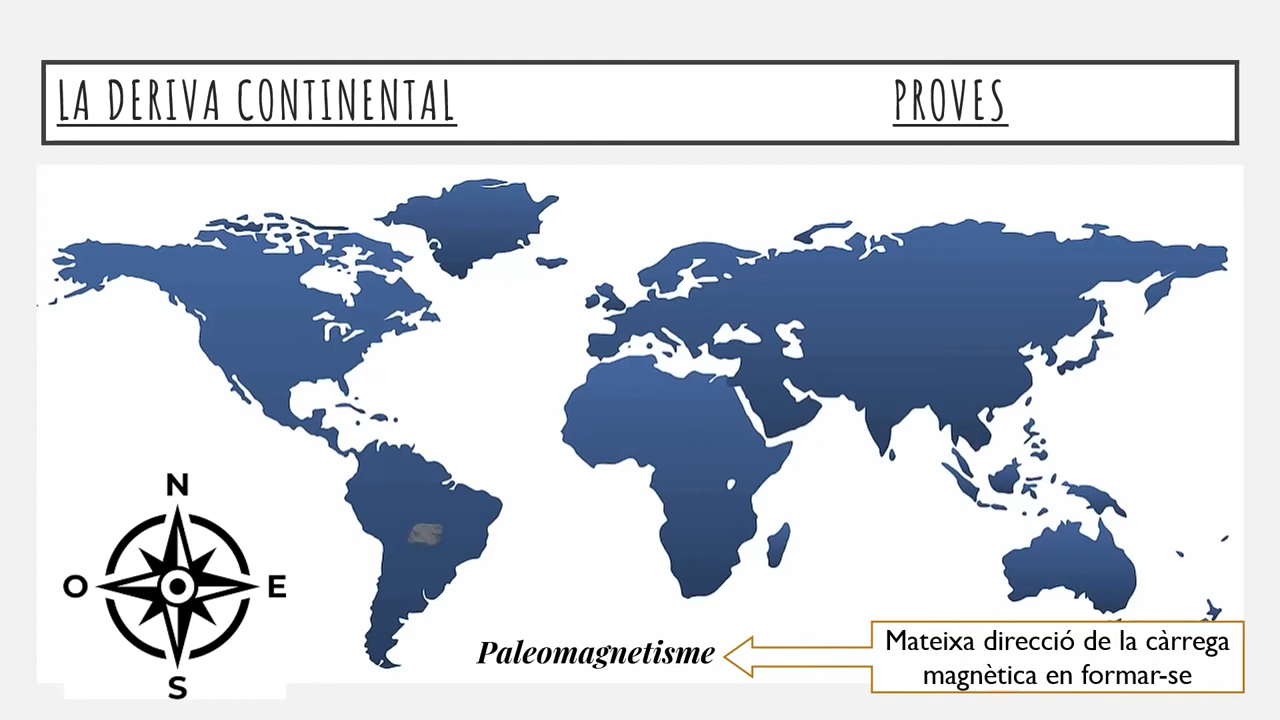 LA DERIVA CONTINENTAL PROVES
N
O E
S
Paleomagnetisme
Mateixa direcció de la càrrega
magnètica en formar-se